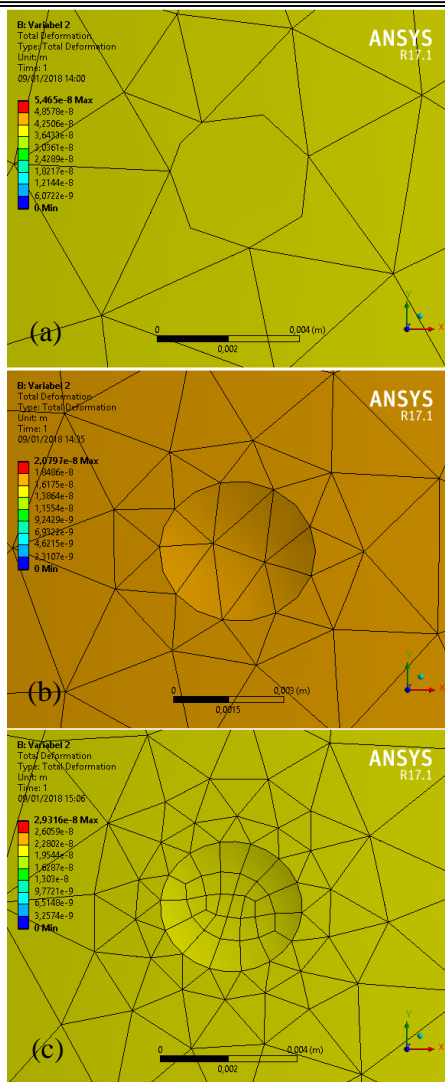 B: Variabel 2
Total Deformation
Type: Total Deformation
Unit: m
Time: 1
09/01/2018 14:00
ANSYS
R17.1
5,465e-8 Max
4,8578e-8
4,2506e-8
3,6433e-8
3,0361e-8
2,4289e-8
1,8217e-8
1,2144e-8
6,0722e-9
0 Min
(a)
0
0,004 (m)
0,002
Y
Z
X
B: Variabel 2
Total Deformation
Type: Total Deformation
Unit: m
Time: 1
09/01/2018 14:35
ANSYS
R17.1
2,0797e-8 Max
1,8486e-8
1,6175e-8
1,3864e-8
1,1554e-8
9,2429e-9
6,9322e-9
4,6215e-9
2,3107e-9
0 Min
(b)
0
0,003 (m)
0,0015
Y
Z
X
B: Variabel 2
Total Deformation
Type: Total Deformation
Unit: m
Time: 1
09/01/2018 15:06
ANSYS
R17.1
2,9316e-8 Max
2,6059e-8
2,2802e-8
1,9544e-8
1,6287e-8
1,303e-8
9,7721e-9
6,5148e-9
3,2574e-9
0 Min
(c)
0
0,004 (m)
0,002
Y
Z
X